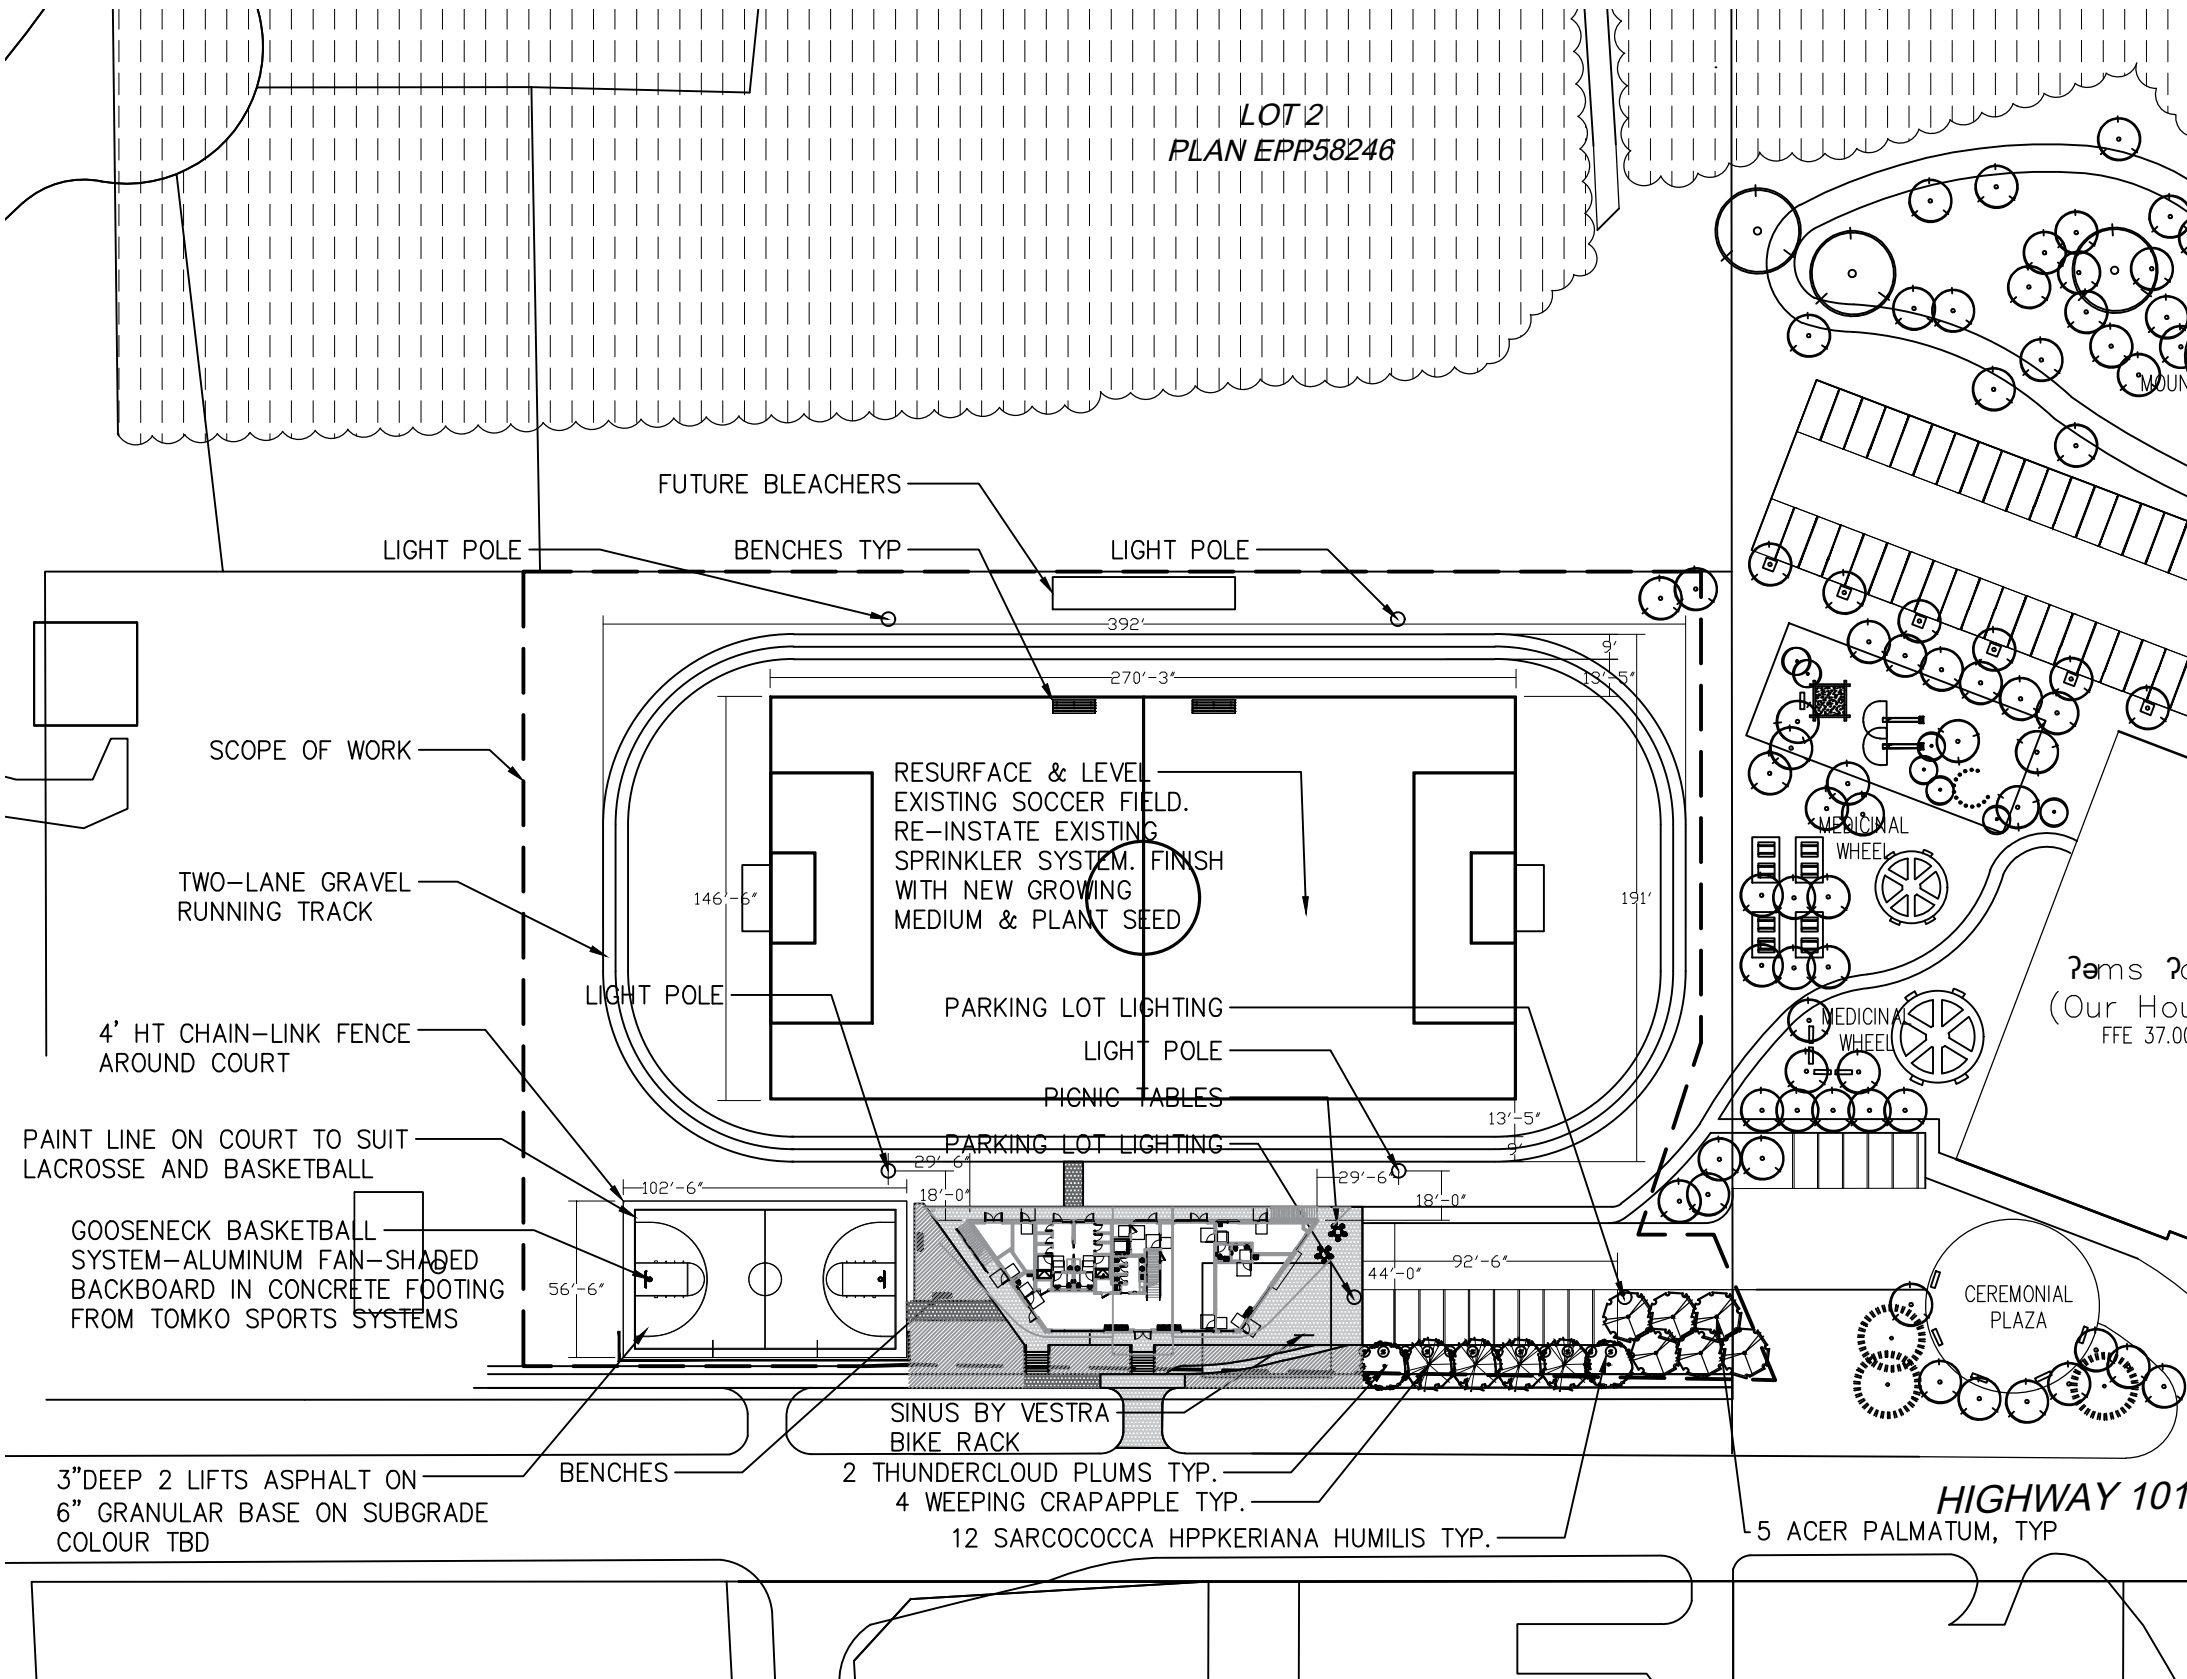 LOT 2
PLAN EPP58246
MOUN
FUTURE BLEACHERS
LIGHT POLE
BENCHES TYP
LIGHT POLE
392'
9'
270'-3"
13'-5"
SCOPE OF WORK
RESURFACE & LEVEL
EXISTING SOCCER FIELD.
RE-INSTATE EXISTING
SPRINKLER SYSTEM. FINISH
WITH NEW GROWING
MEDIUM & PLANT SEED
146'-6"
191'
TWO-LANE GRAVEL
RUNNING TRACK
MEDICINAL
WHEEL
ʔəms ʔa
(Our Hou
FFE 37.00
LIGHT POLE
PARKING LOT LIGHTING
MEDICINAL
WHEEL
4' HT CHAIN-LINK FENCE
AROUND COURT
LIGHT POLE
PICNIC TABLES
13'-5"
PAINT LINE ON COURT TO SUIT
LACROSSE AND BASKETBALL
PARKING LOT LIGHTING
9'
29'-6"
29'-6"
102'-6"
18'-0"
18'-0"
GOOSENECK BASKETBALL
SYSTEM-ALUMINUM FAN-SHADED
BACKBOARD IN CONCRETE FOOTING
FROM TOMKO SPORTS SYSTEMS
56'-6"
44'-0"
92'-6"
CEREMONIAL
PLAZA
SINUS BY VESTRA
BIKE RACK
3"DEEP 2 LIFTS ASPHALT ON
6" GRANULAR BASE ON SUBGRADE
COLOUR TBD
BENCHES
2 THUNDERCLOUD PLUMS TYP.
4 WEEPING CRAPAPPLE TYP.
12 SARCOCOCCA HPPKERIANA HUMILIS TYP.
HIGHWAY 101
5 ACER PALMATUM, TYP